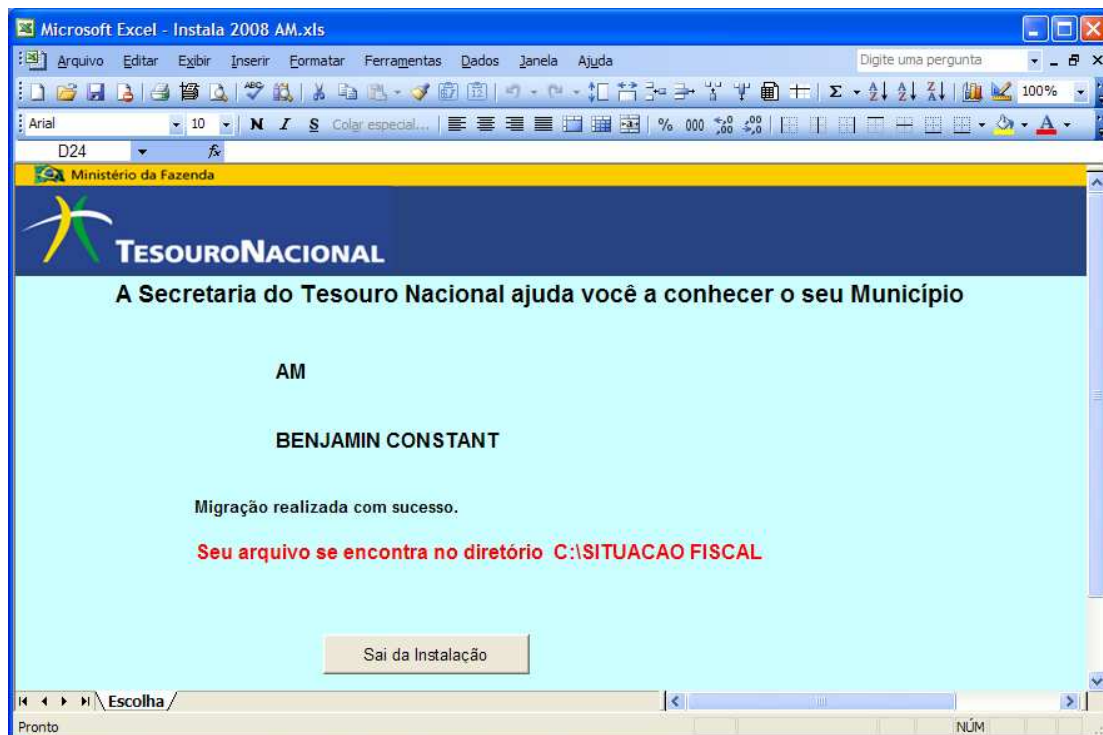 Microsoft Excel - Instala 2008 AM.xls
Arquivo Editar Exibir Inserir Formatar Ferramentas Dados Janela Ajuda Digite uma pergunta
100%
Arial 10 N I S Colar especial... % 000
D24 fx
Ministério da Fazenda
TESOURONACIONAL
A Secretaria do Tesouro Nacional ajuda você a conhecer o seu Município
AM
BENJAMIN CONSTANT
Migração realizada com sucesso.
Seu arquivo se encontra no diretório C:\SITUACAO FISCAL
Sai da Instalação
Escolha
Pronto NÚM